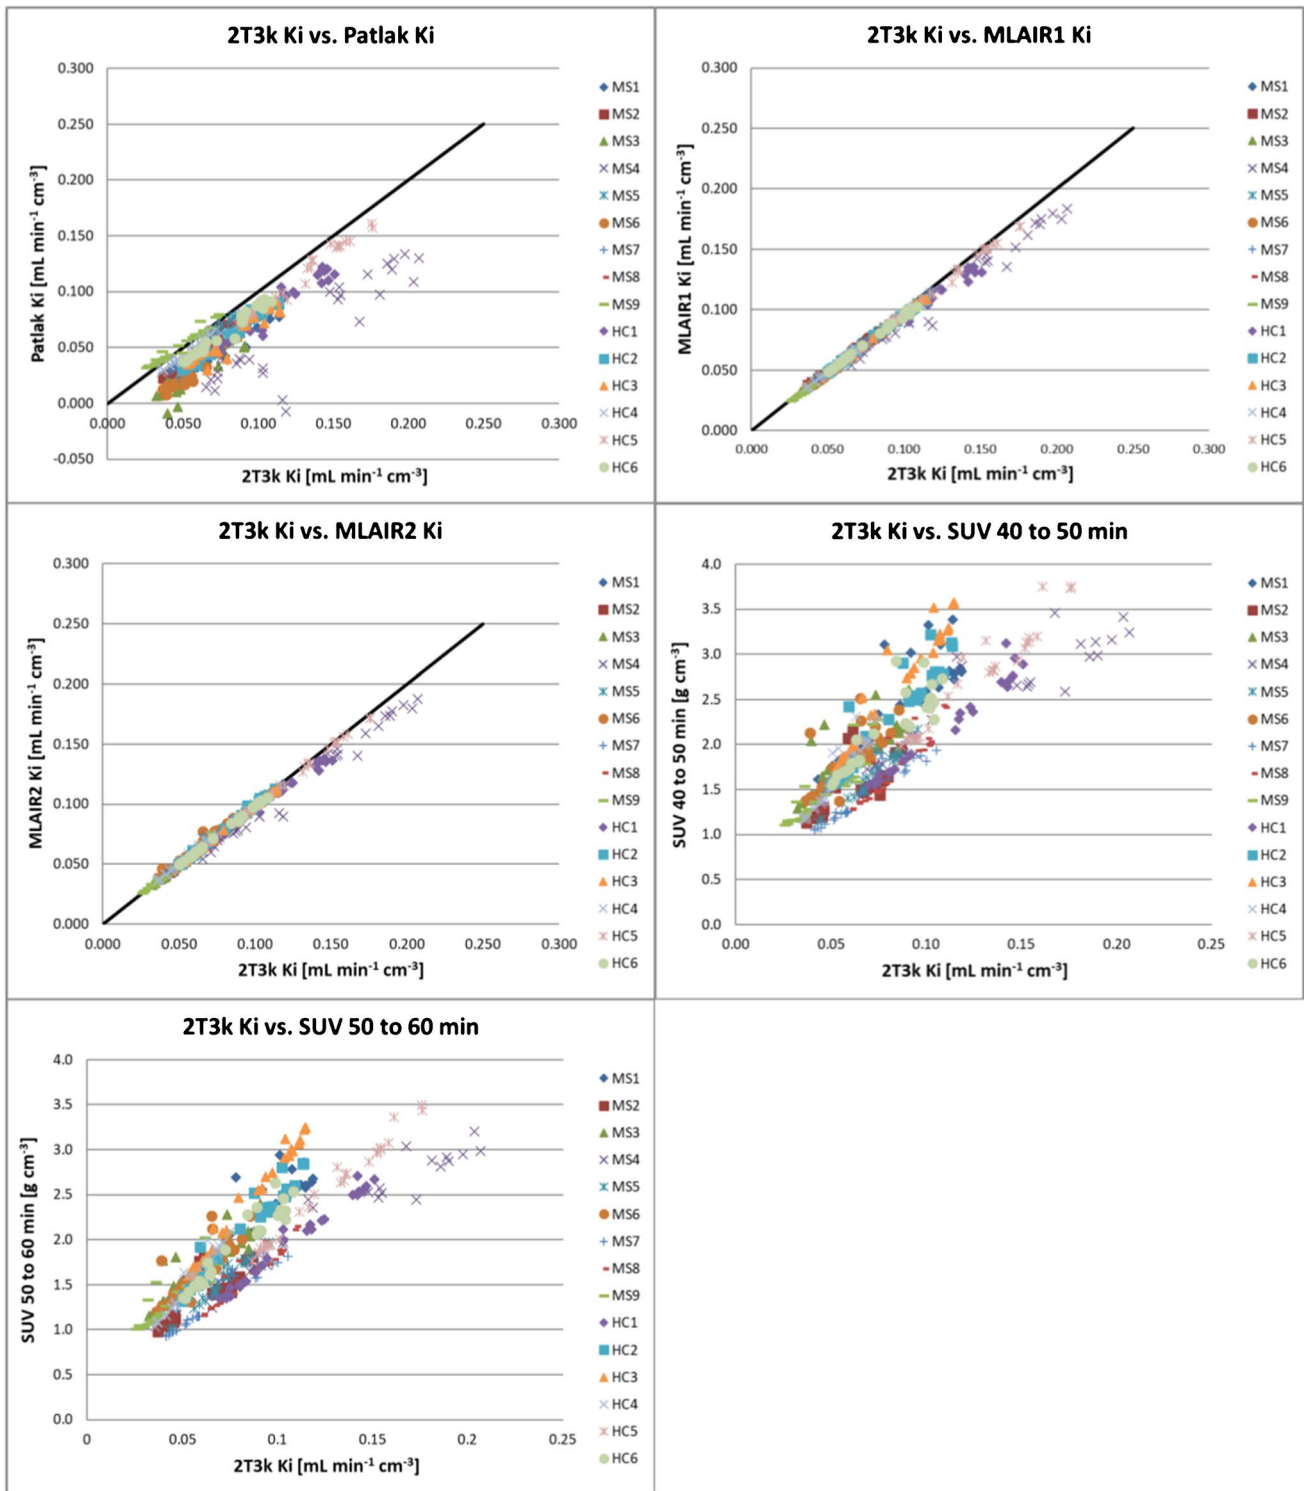 2T3k Ki vs. Patlak Ki
0.300
0.250
0.200
0.150
0.100
0.050
0.000
-0.050
0.000 0.050 0.100 0.150 0.200 0.250 0.300
Patlak Ki [mL min⁻¹ cm⁻³]
2T3k Ki [mL min⁻¹ cm⁻³]
MS1
MS2
MS3
MS4
MS5
MS6
MS7
MS8
MS9
HC1
HC2
HC3
HC4
HC5
HC6
2T3k Ki vs. MLAIR1 Ki
0.300
0.250
0.200
0.150
0.100
0.050
0.000
0.000 0.050 0.100 0.150 0.200 0.250 0.300
MLAIR1 Ki [mL min⁻¹ cm⁻³]
2T3k Ki [mL min⁻¹ cm⁻³]
MS1
MS2
MS3
MS4
MS5
MS6
MS7
MS8
MS9
HC1
HC2
HC3
HC4
HC5
HC6
2T3k Ki vs. MLAIR2 Ki
0.300
0.250
0.200
0.150
0.100
0.050
0.000
0.000 0.050 0.100 0.150 0.200 0.250 0.300
MLAIR2 Ki [mL min⁻¹ cm⁻³]
2T3k Ki [mL min⁻¹ cm⁻³]
MS1
MS2
MS3
MS4
MS5
MS6
MS7
MS8
MS9
HC1
HC2
HC3
HC4
HC5
HC6
2T3k Ki vs. SUV 40 to 50 min
4.0
3.5
3.0
2.5
2.0
1.5
1.0
0.5
0.0
0.00 0.05 0.10 0.15 0.20 0.25
SUV 40 to 50 min [g cm⁻³]
2T3k Ki [mL min⁻¹ cm⁻³]
MS1
MS2
MS3
MS4
MS5
MS6
MS7
MS8
MS9
HC1
HC2
HC3
HC4
HC5
HC6
2T3k Ki vs. SUV 50 to 60 min
4.0
3.5
3.0
2.5
2.0
1.5
1.0
0.5
0.0
0 0.05 0.1 0.15 0.2 0.25
SUV 50 to 60 min [g cm⁻³]
2T3k Ki [mL min⁻¹ cm⁻³]
MS1
MS2
MS3
MS4
MS5
MS6
MS7
MS8
MS9
HC1
HC2
HC3
HC4
HC5
HC6